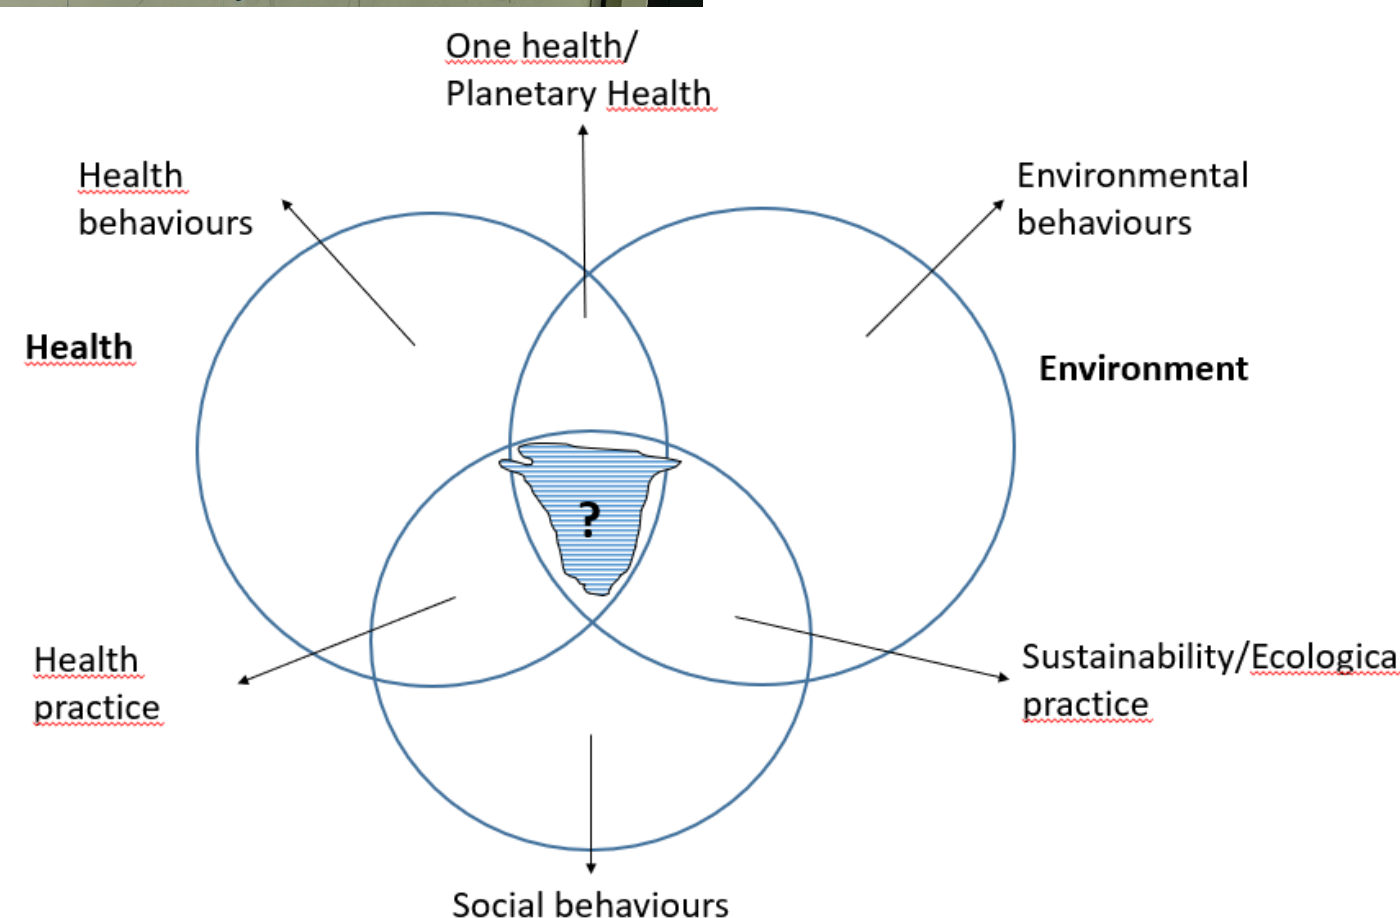 One health/
Planetary Health
Health
behaviours
Environmental
behaviours
Health
Environment
?
Health
practice
Sustainability/Ecologica
practice
Social behaviours